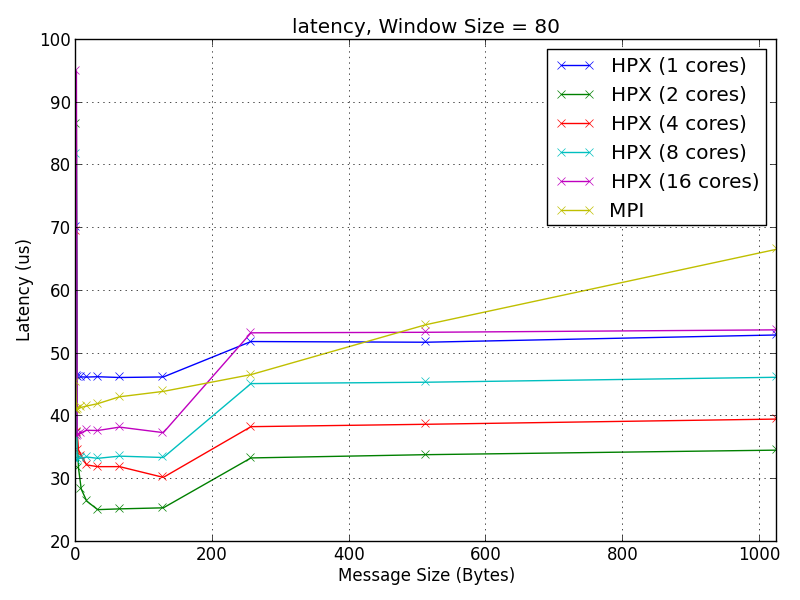 latency, Window Size = 80
100
90
80
70
60
50
40
30
20
Latency (us)
HPX (1 cores)
HPX (2 cores)
HPX (4 cores)
HPX (8 cores)
HPX (16 cores)
MPI
0 200 400 600 800 1000
Message Size (Bytes)